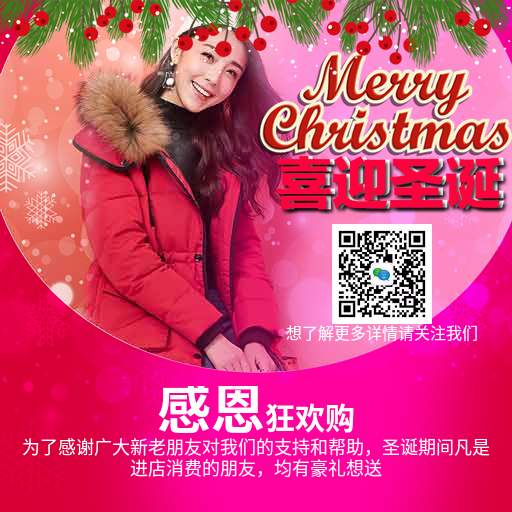 Merry
Christmas
喜迎圣诞
想了解更多详情请关注我们
感恩狂欢购
为了感谢广大新老朋友对我们的支持和帮助，圣诞期间凡是
进店消费的朋友，均有豪礼想送